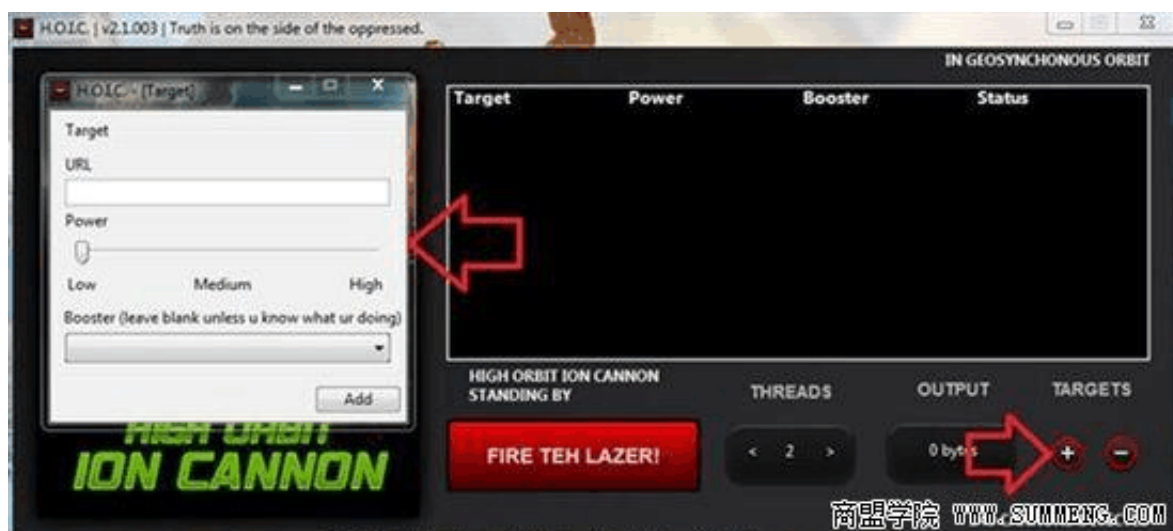 H.O.I.C. | v2.1.003 | Truth is on the side of the oppressed.
IN GEOSYNCHONOUS ORBIT
H.O.I.C. - [Target]
Target
URL
Power
Low Medium High
Booster (leave blank unless u know what ur doing)
Add
HIGH ORBIT
ION CANNON
Target Power Booster Status
HIGH ORBIT ION CANNON
STANDING BY
THREADS OUTPUT TARGETS
FIRE TEH LAZER!
< 2 >
0 bytes
+ −
商盟学院 WWW.SUMMENG.COM